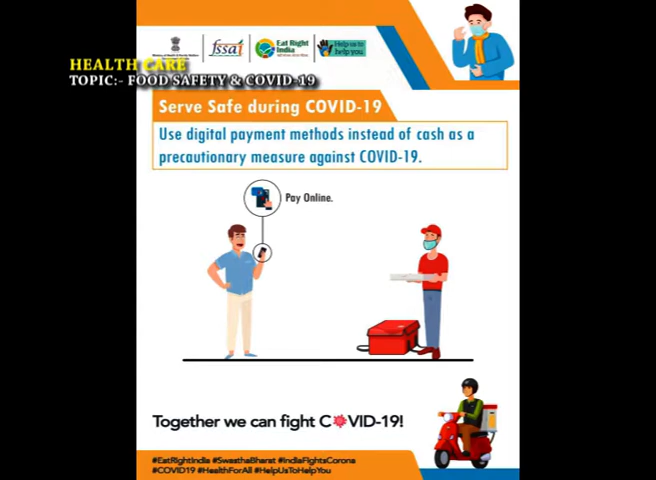 fssai
Eat Right
India
Help us to
help you
HEALTH CARE
TOPIC:- FOOD SAFETY & COVID-19
Serve Safe during COVID-19
Use digital payment methods instead of cash as a
precautionary measure against COVID-19.
Pay Online.
Together we can fight COVID-19!
#EatRightIndia #SwasthaBharat #IndiaFightsCorona
#COVID19 #HealthForAll #HelpUsToHelpYou